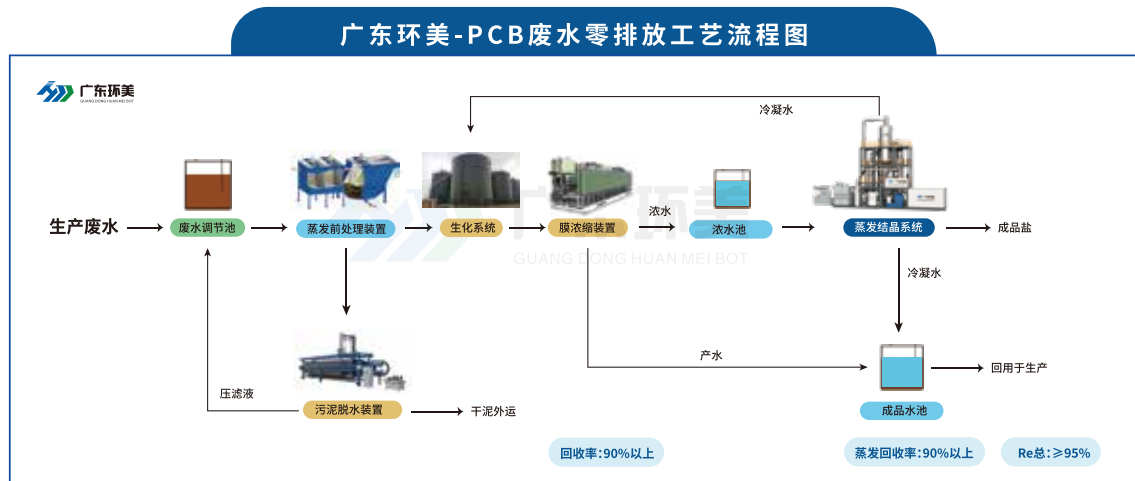 广东环美-PCB废水零排放工艺流程图
广东环美
GUANG DONG HUAN MEI BOT
冷凝水
广东环美
GUANG DONG HUAN MEI BOT
生产废水
废水调节池
蒸发前处理装置
生化系统
膜浓缩装置
浓水
浓水池
蒸发结晶系统
成品盐
冷凝水
产水
回用于生产
压滤液
污泥脱水装置
干泥外运
成品水池
回收率:90%以上
蒸发回收率:90%以上
Re总:≥95%